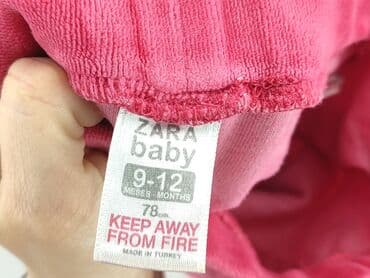 ZARA
baby
9-12
MESES - MONTHS
78cm.
KEEP AWAY
FROM FIRE
MADE IN TURKEY